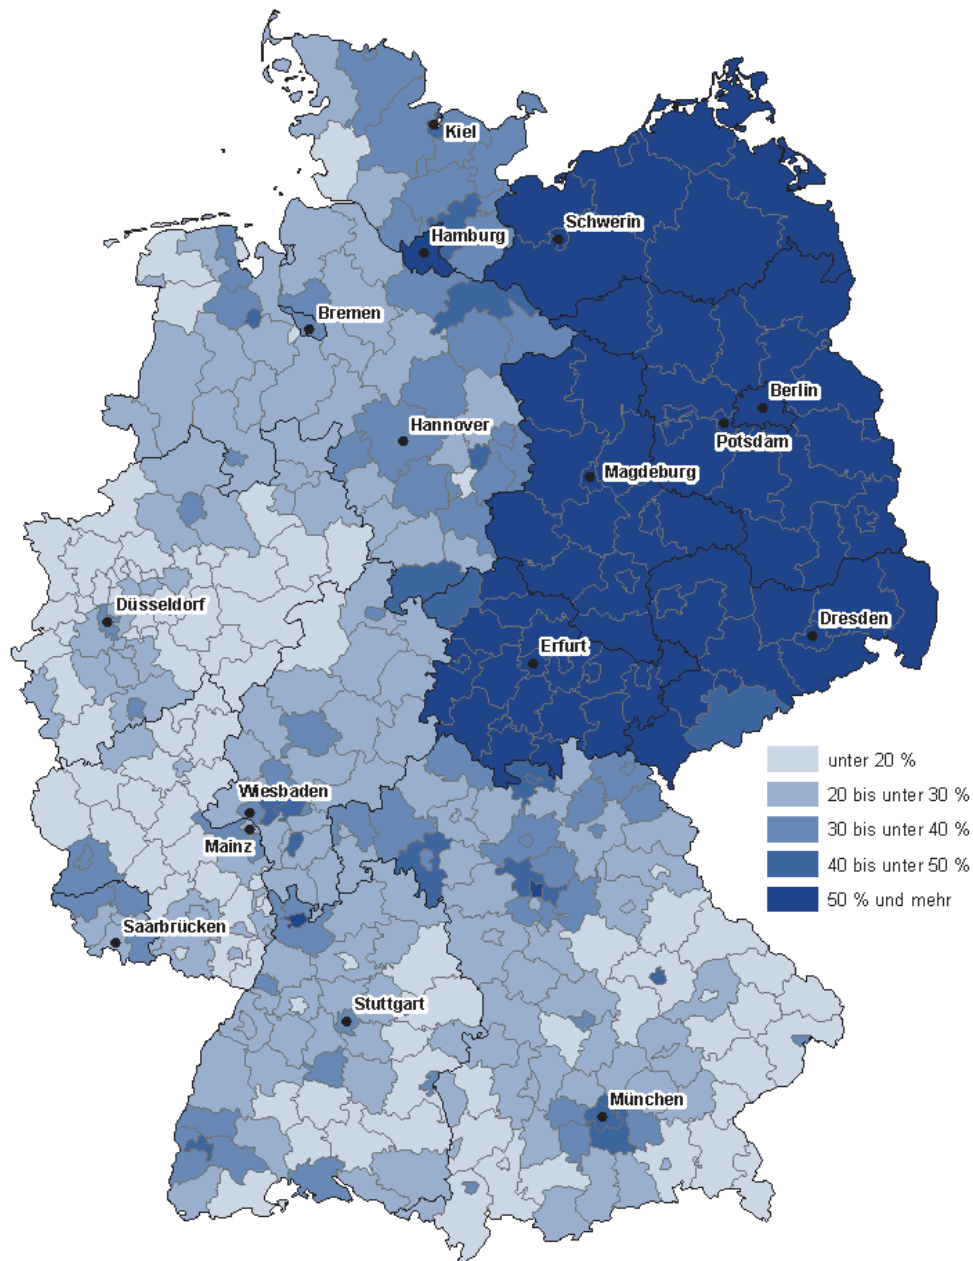 Kiel
Schwerin
Hamburg
Bremen
Berlin
Hannover
Potsdam
Magdeburg
Düsseldorf
Dresden
Erfurt
unter 20 %
Wiesbaden
20 bis unter 30 %
30 bis unter 40 %
Mainz
40 bis unter 50 %
50 % und mehr
Saarbrücken
Stuttgart
München